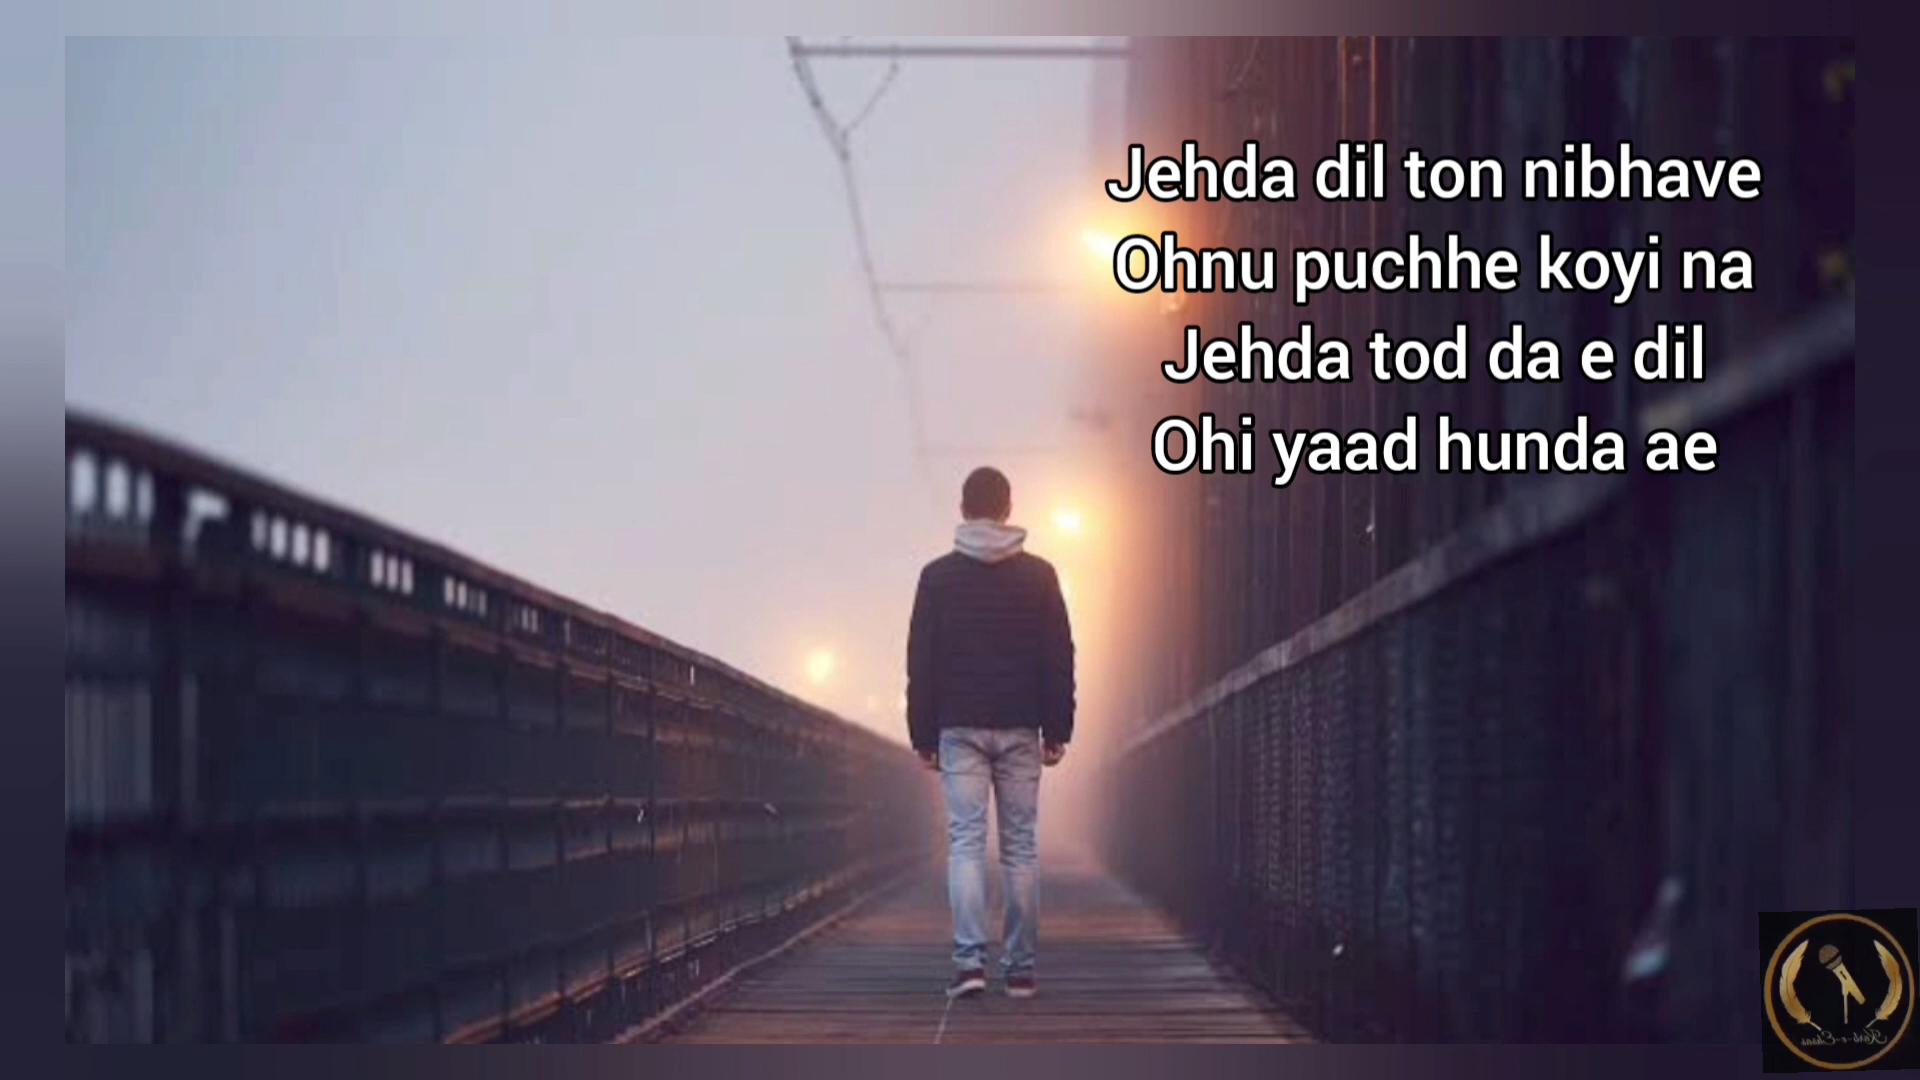 Jehda dil ton nibhave
Ohnu puchhe koyi na
Jehda tod da e dil
Ohi yaad hunda ae